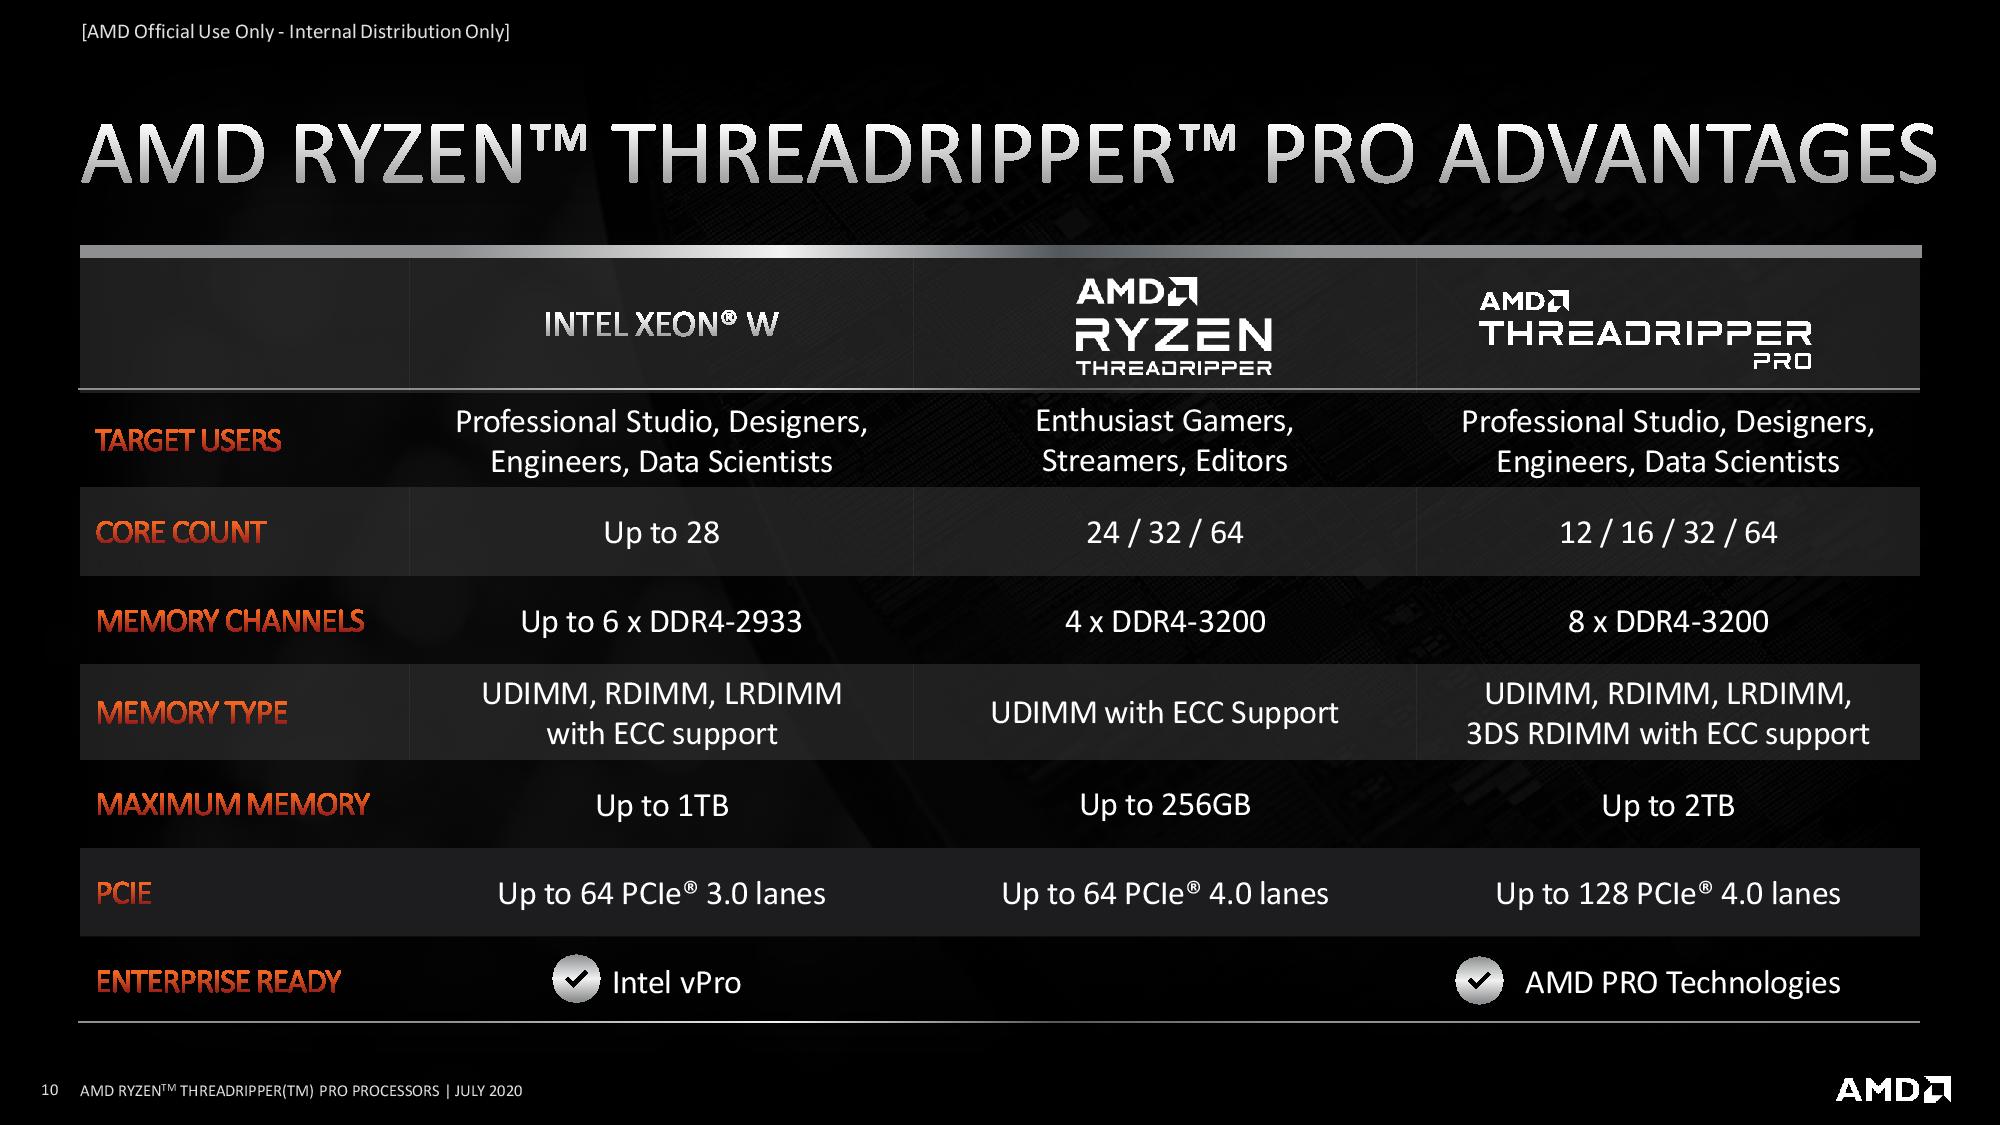 [AMD Official Use Only - Internal Distribution Only]
AMD RYZEN™ THREADRIPPER™ PRO ADVANTAGES
INTEL XEON® W
AMD
RYZEN
THREADRIPPER
AMD
THREADRIPPER
PRO
TARGET USERS
Professional Studio, Designers,
Engineers, Data Scientists
Enthusiast Gamers,
Streamers, Editors
Professional Studio, Designers,
Engineers, Data Scientists
CORE COUNT
Up to 28
24 / 32 / 64
12 / 16 / 32 / 64
MEMORY CHANNELS
Up to 6 x DDR4-2933
4 x DDR4-3200
8 x DDR4-3200
MEMORY TYPE
UDIMM, RDIMM, LRDIMM
with ECC support
UDIMM with ECC Support
UDIMM, RDIMM, LRDIMM,
3DS RDIMM with ECC support
MAXIMUM MEMORY
Up to 1TB
Up to 256GB
Up to 2TB
PCIE
Up to 64 PCIe® 3.0 lanes
Up to 64 PCIe® 4.0 lanes
Up to 128 PCIe® 4.0 lanes
ENTERPRISE READY
Intel vPro
AMD PRO Technologies
10 AMD RYZEN™ THREADRIPPER(TM) PRO PROCESSORS | JULY 2020
AMD